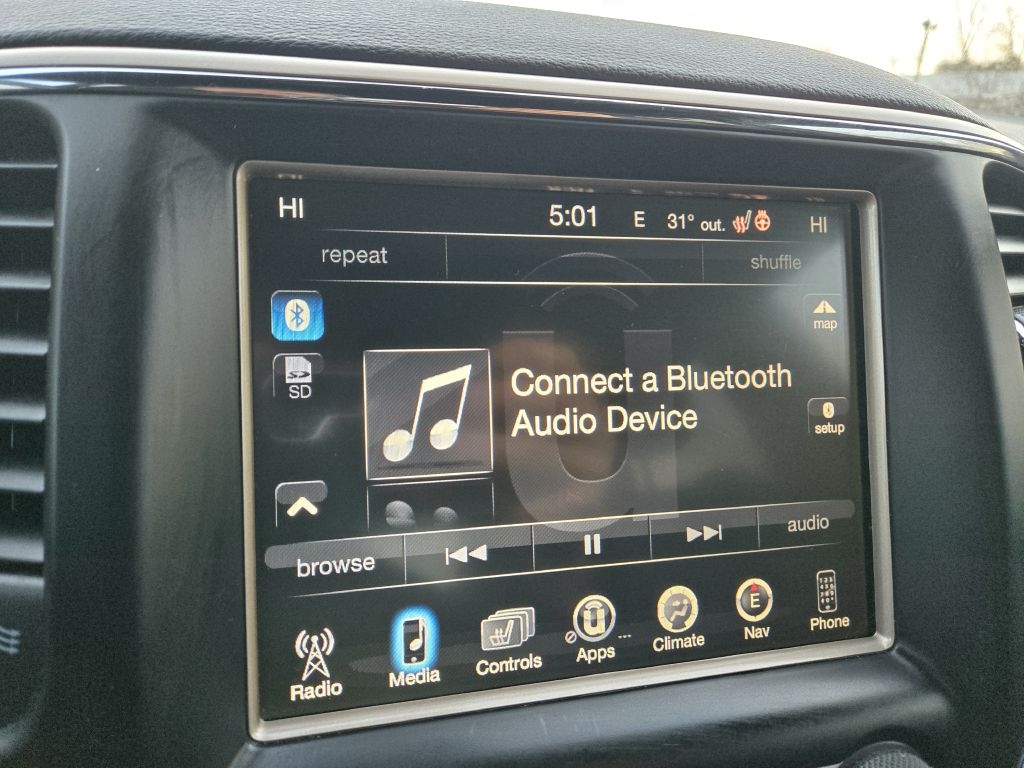 HI 5:01 E 31° out. HI
repeat shuffle
map
SD
Connect a Bluetooth
Audio Device
setup
browse audio
Radio Media Controls Apps Climate E Nav Phone